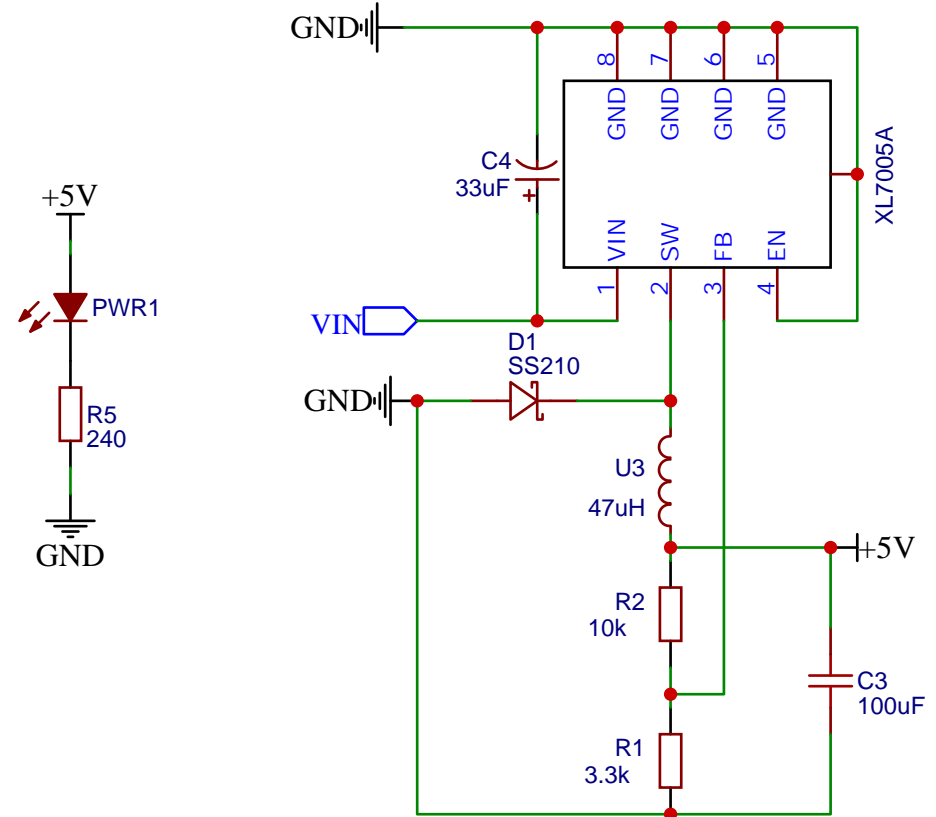 GND
8
7
6
5
GND
GND
GND
GND
XL7005A
C4
33uF
+
VIN
SW
FB
EN
1
2
3
4
+5V
PWR1
R5
240
GND
VIN
D1
SS210
GND
U3
47uH
+5V
R2
10k
C3
100uF
R1
3.3k